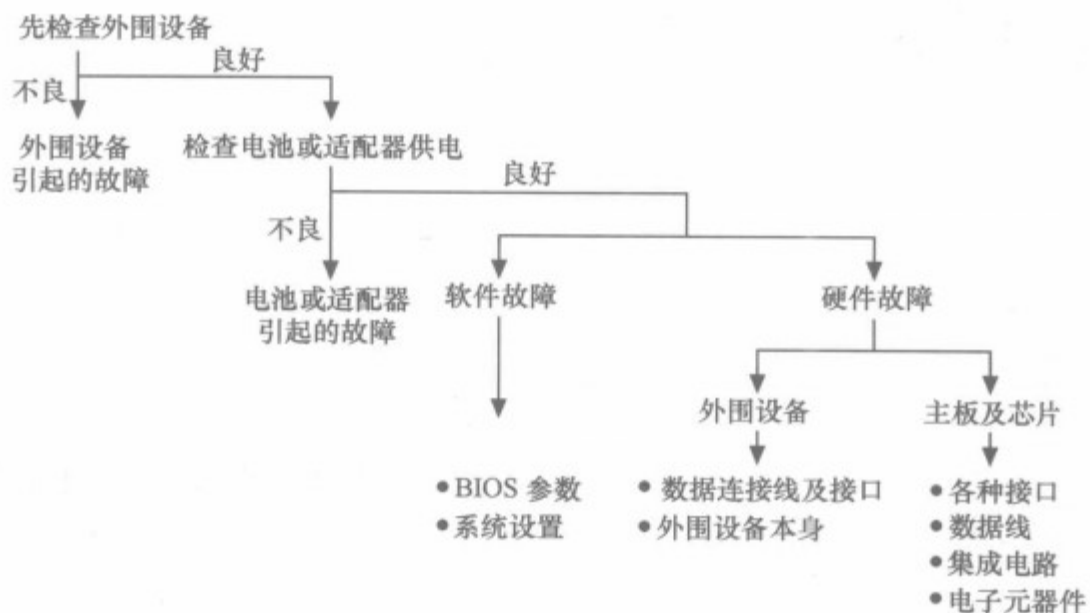 先检查外围设备
良好
不良
外围设备
引起的故障
检查电池或适配器供电
良好
不良
电池或适配器
引起的故障
软件故障
硬件故障
外围设备
主板及芯片
●BIOS 参数
●系统设置
●数据连接线及接口
●外围设备本身
●各种接口
●数据线
●集成电路
●电子元器件